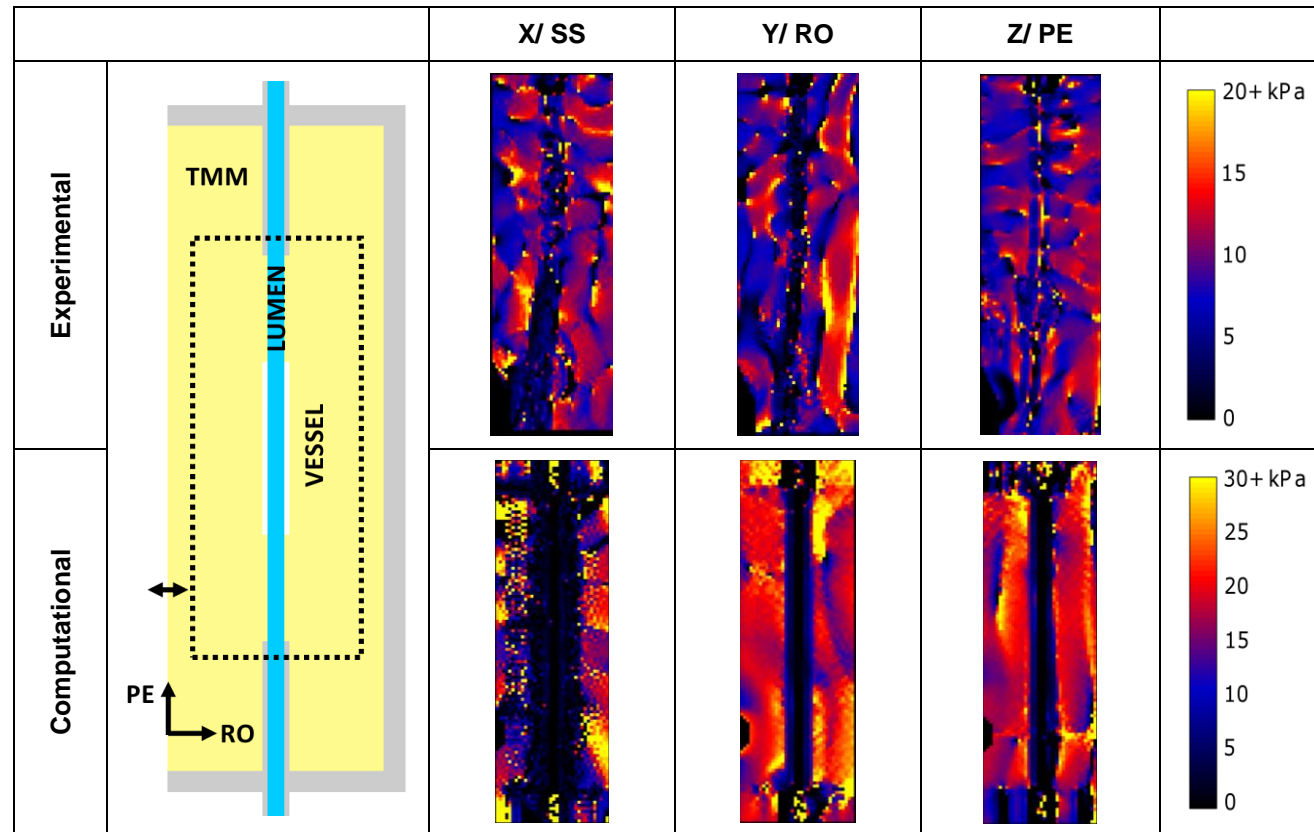 X/ SS
Y/ RO
Z/ PE
Experimental
TMM
LUMEN
VESSEL
PE
RO
20+ kPa
15
10
5
0
Computational
30+ kPa
25
20
15
10
5
0